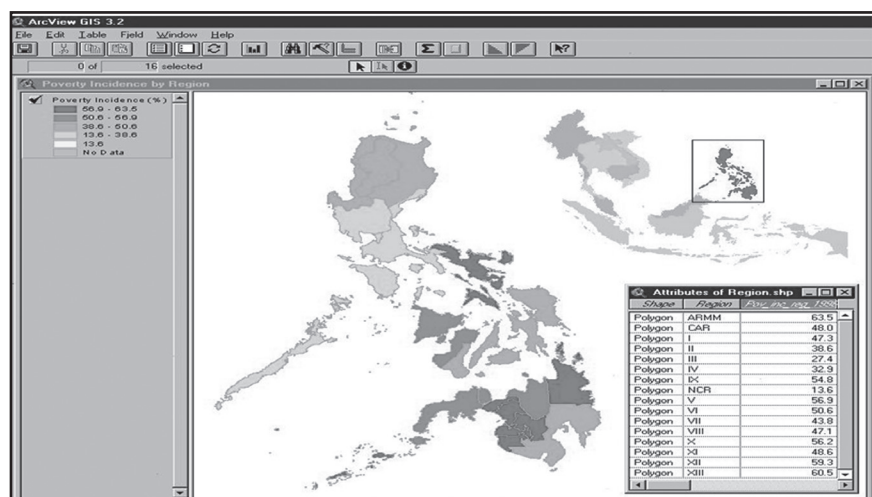 ArcView GIS 3.2
File Edit Table Field Window Help
0 of 16 selected
Poverty Incidence by Region
Poverty Incidence (%)
56.9 - 63.5
50.6 - 56.9
38.6 - 50.6
13.6 - 38.6
13.6
No Data
Attributes of Region.shp
Shape Region Pov_inc_reg_1996
Polygon ARMM 63.5
Polygon CAR 48.0
Polygon I 47.3
Polygon II 38.6
Polygon III 27.4
Polygon IV 32.9
Polygon IX 54.8
Polygon NCR 13.6
Polygon V 56.9
Polygon VI 50.6
Polygon VII 43.8
Polygon VIII 47.1
Polygon X 56.2
Polygon XI 48.6
Polygon XII 59.3
Polygon XIII 60.5